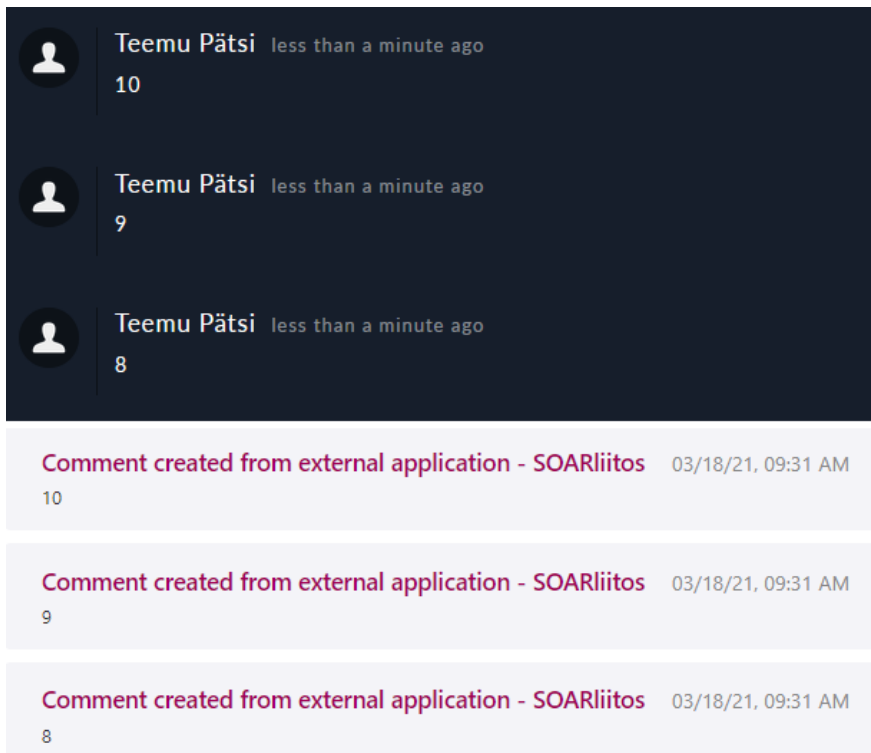 Teemu Pätsi less than a minute ago
10
Teemu Pätsi less than a minute ago
9
Teemu Pätsi less than a minute ago
8
Comment created from external application - SOARliitos 03/18/21, 09:31 AM
10
Comment created from external application - SOARliitos 03/18/21, 09:31 AM
9
Comment created from external application - SOARliitos 03/18/21, 09:31 AM
8